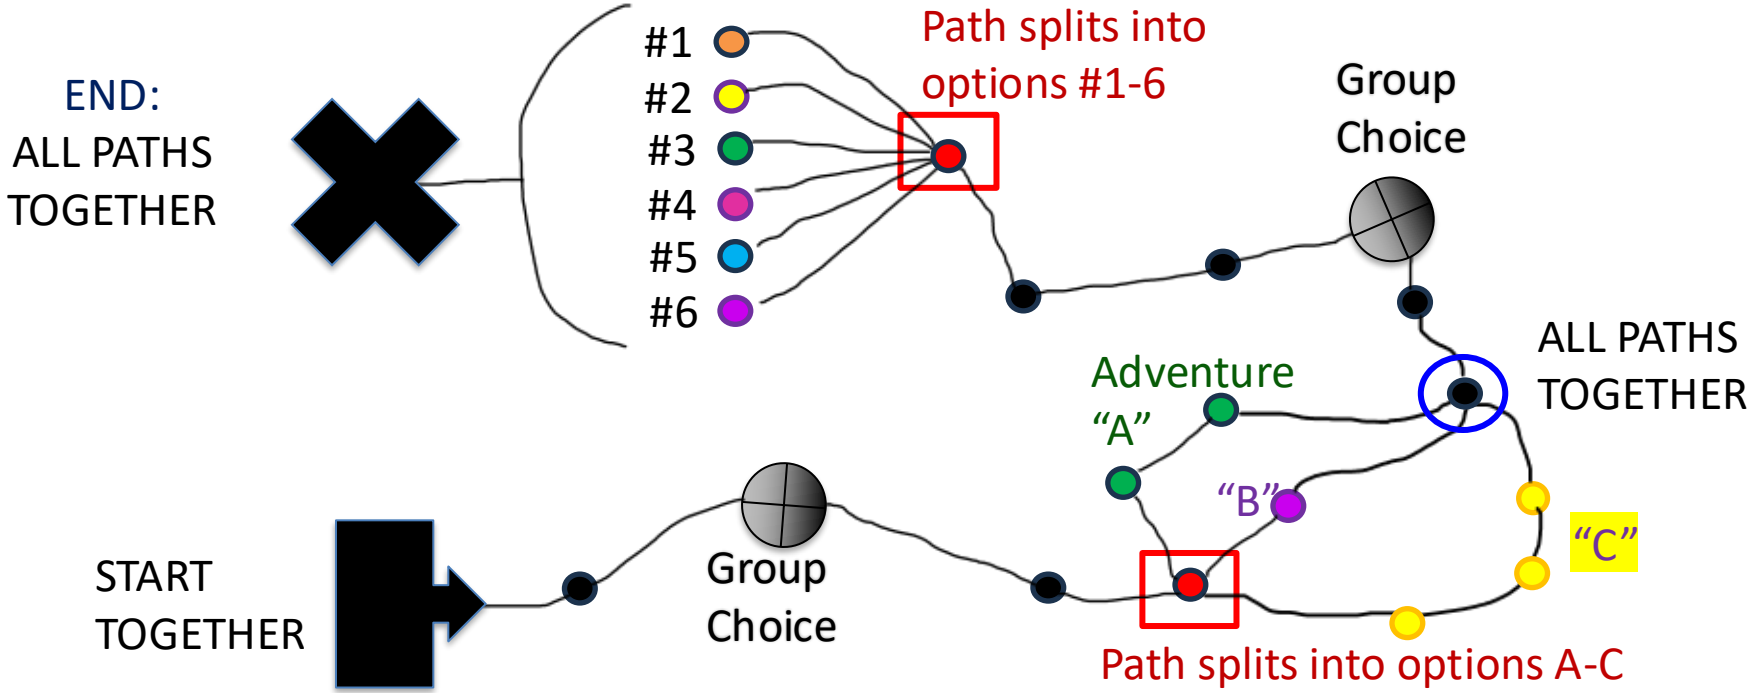 END:
ALL PATHS
TOGETHER
#1
#2
#3
#4
#5
#6
Path splits into
options #1-6
Group
Choice
ALL PATHS
TOGETHER
Adventure
“A”
“B”
“C”
Path splits into options A-C
Group
Choice
START
TOGETHER